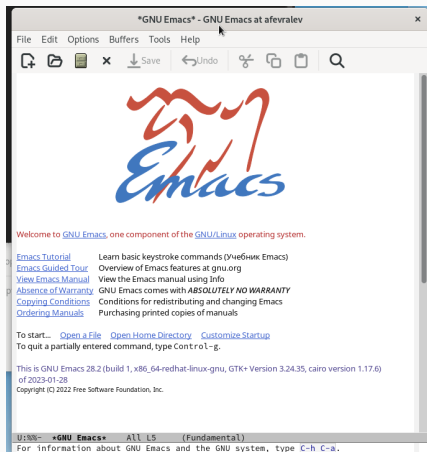 *GNU Emacs* - GNU Emacs at afevralev
File Edit Options Buffers Tools Help
Save Undo
Emacs
Welcome to GNU Emacs, one component of the GNU/Linux operating system.
Emacs Tutorial Learn basic keystroke commands (Учебник Emacs)
Emacs Guided Tour Overview of Emacs features at gnu.org
View Emacs Manual View the Emacs manual using Info
Absence of Warranty GNU Emacs comes with ABSOLUTELY NO WARRANTY
Copying Conditions Conditions for redistributing and changing Emacs
Ordering Manuals Purchasing printed copies of manuals
To start... Open a File Open Home Directory Customize Startup
To quit a partially entered command, type Control-g.
This is GNU Emacs 28.2 (build 1, x86_64-redhat-linux-gnu, GTK+ Version 3.24.35, cairo version 1.17.6)
of 2023-01-28
Copyright (C) 2022 Free Software Foundation, Inc.
U:%%- *GNU Emacs* All L5 (Fundamental)
For information about GNU Emacs and the GNU system, type C-h C-a.